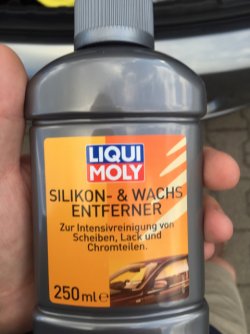 LIQUI
MOLY
SILIKON- & WACHS
ENTFERNER
Zur Intensivreinigung von
Scheiben, Lack und
Chromteilen.
250 ml e